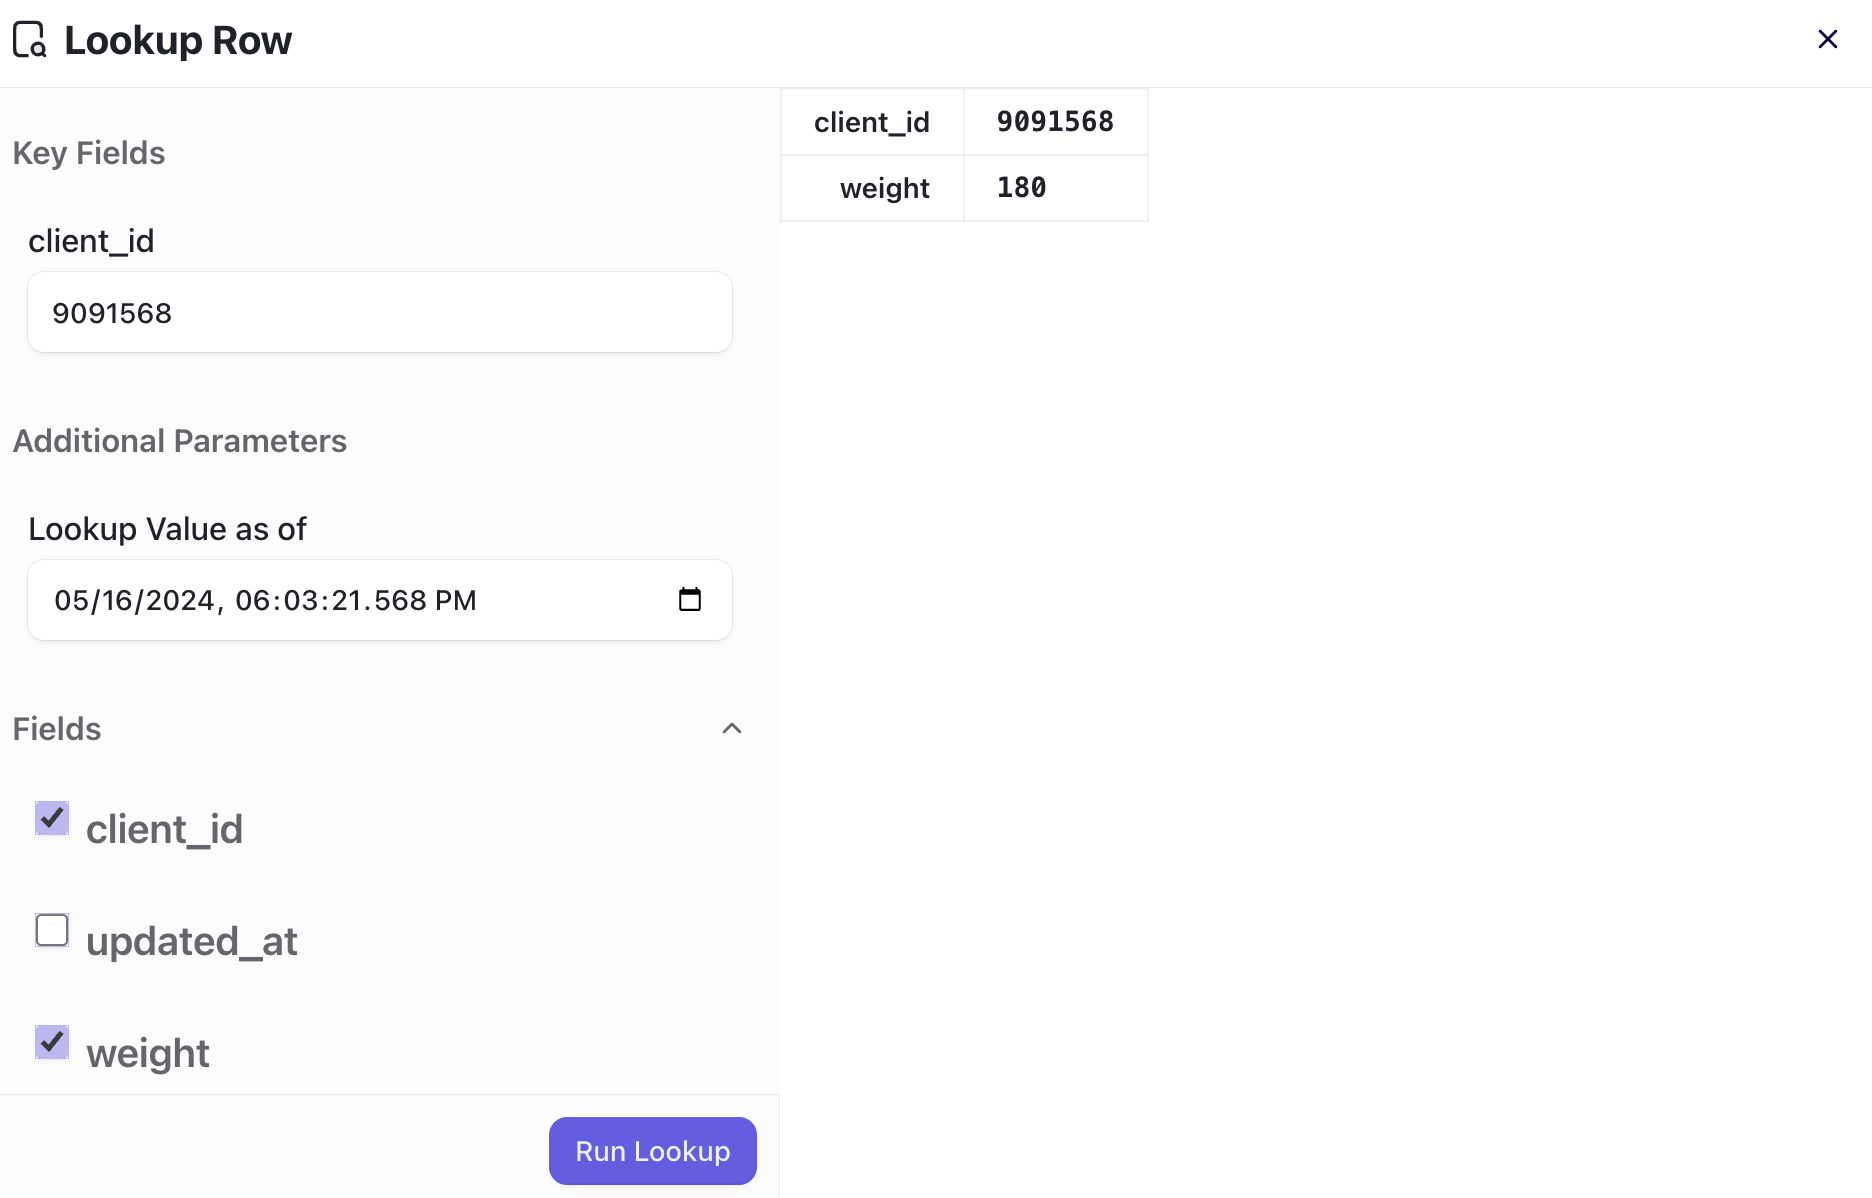 Lookup Row
Key Fields
client_id
9091568
Additional Parameters
Lookup Value as of
05/16/2024, 06:03:21.568 PM
Fields
client_id
updated_at
weight
Run Lookup
client_id 9091568
weight 180